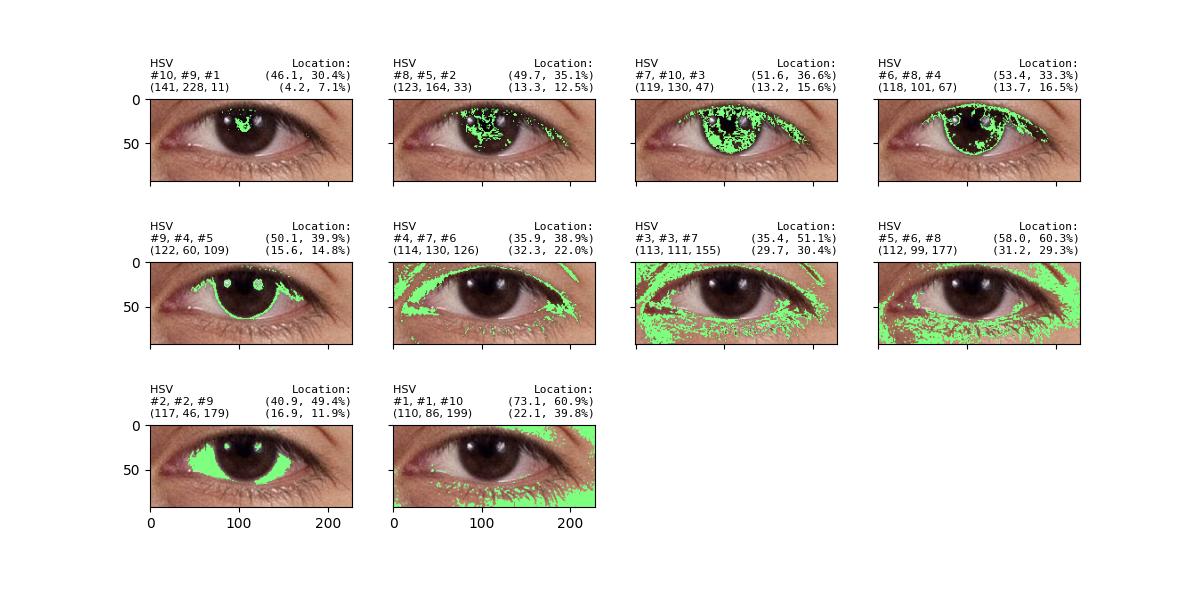 HSV Location:
#10, #9, #1 (46.1, 30.4%)
(141, 228, 11) (4.2, 7.1%)
HSV Location:
#8, #5, #2 (49.7, 35.1%)
(123, 164, 33) (13.3, 12.5%)
HSV Location:
#7, #10, #3 (51.6, 36.6%)
(119, 130, 47) (13.2, 15.6%)
HSV Location:
#6, #8, #4 (53.4, 33.3%)
(118, 101, 67) (13.7, 16.5%)
0
50
HSV Location:
#9, #4, #5 (50.1, 39.9%)
(122, 60, 109) (15.6, 14.8%)
HSV Location:
#4, #7, #6 (35.9, 38.9%)
(114, 130, 126) (32.3, 22.0%)
HSV Location:
#3, #3, #7 (35.4, 51.1%)
(113, 111, 155) (29.7, 30.4%)
HSV Location:
#5, #6, #8 (58.0, 60.3%)
(112, 99, 177) (31.2, 29.3%)
0
50
HSV Location:
#2, #2, #9 (40.9, 49.4%)
(117, 46, 179) (16.9, 11.9%)
HSV Location:
#1, #1, #10 (73.1, 60.9%)
(110, 86, 199) (22.1, 39.8%)
0
50
0 100 200
0 100 200